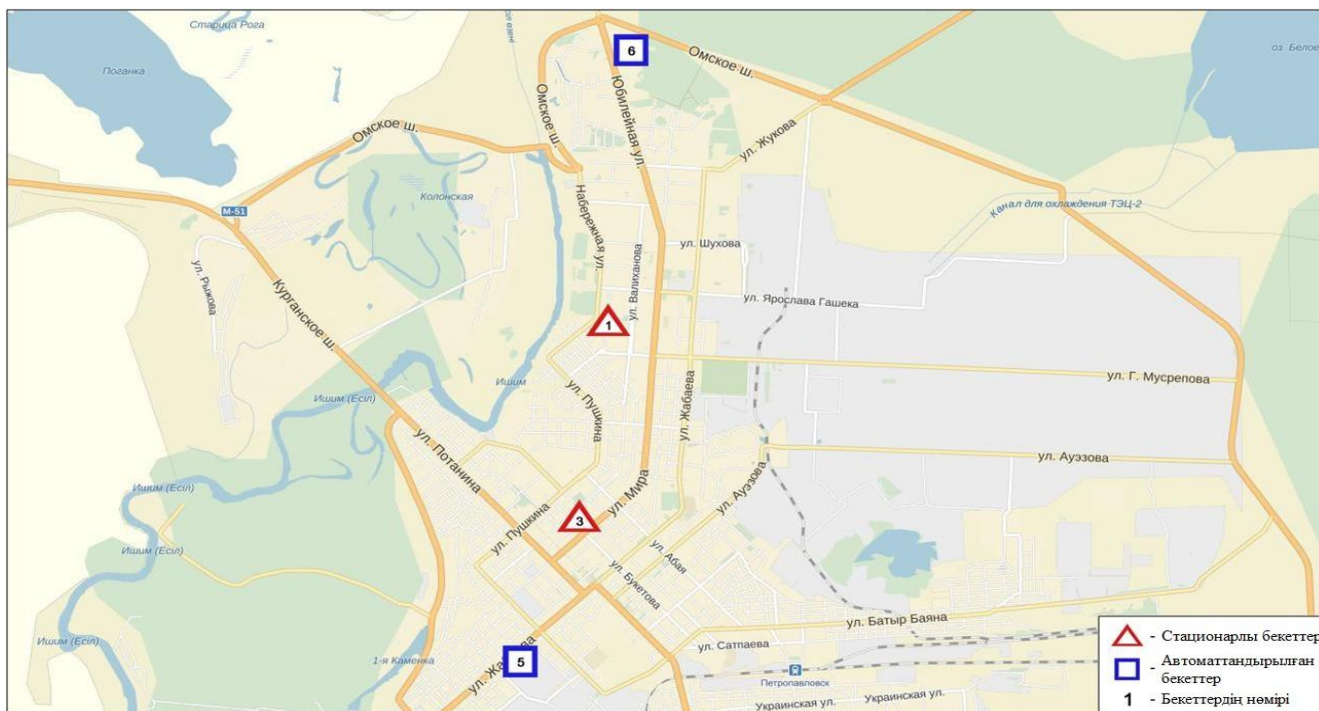 Старица Рога
Поганка
6
Омское ш.
оз. Белое
Омское ш.
Юбилейная ул.
Омское ш.
ул. Жукова
Колонская
М-51
Набережная ул.
Канал для охлаждения ТЭЦ-2
ул. Шухова
ул. Валиханова
ул. Рыжова
Курганское ш.
ул. Ярослава Гашека
1
Ишим
ул. Г. Мусрепова
Ишим (Есіл)
ул. Пушкина
ул. Жабаева
ул. Потанина
ул. Ауэзова
ул. Ауэзова
ул. Мира
Ишим (Есіл)
ул. Пушкина
3
Ишим (Есіл)
ул. Абая
ул. Букетова
ул. Батыр Баяна
Ишим (Есіл)
ул. Сатпаева
1-я Каменка
5
Петропавловск
Украинская ул.
Украинская ул.
- Стационарлы бекеттер
- Автоматтандырылған
бекеттер
1 - Бекеттердің нөмірі